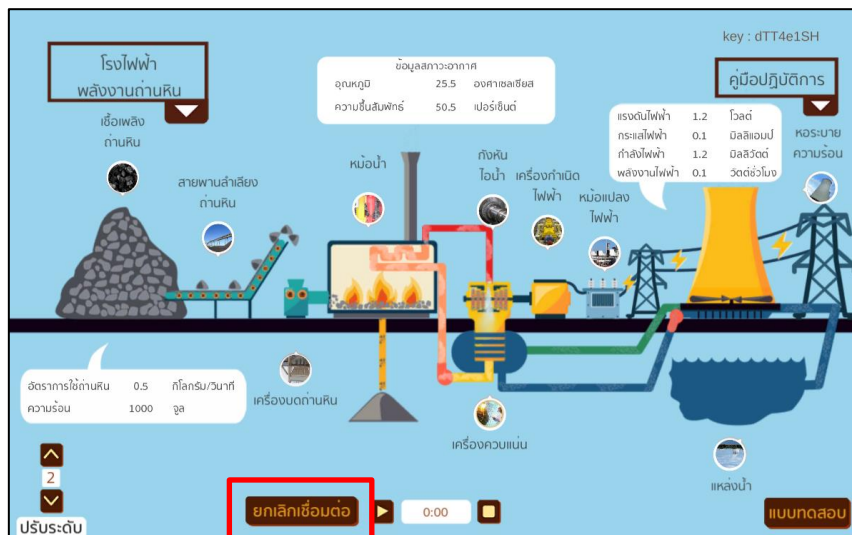 key : dTT4e1SH
โรงไฟฟ้า
พลังงานถ่านหิน
ข้อมูลสภาวะอากาศ
อุณหภูมิ 25.5 องศาเซลเซียส
ความชื้นสัมพัทธ์ 50.5 เปอร์เซ็นต์
คู่มือปฏิบัติการ
แรงดันไฟฟ้า 1.2 โวลต์
กระแสไฟฟ้า 0.1 มิลลิแอมป์
กำลังไฟฟ้า 1.2 มิลลิวัตต์
พลังงานไฟฟ้า 0.1 วัตต์ชั่วโมง
หอระบาย
ความร้อน
เชื้อเพลิง
ถ่านหิน
สายพานลำเลียง
ถ่านหิน
หม้อน้ำ
กังหัน
ไอน้ำ
เครื่องกำเนิด
ไฟฟ้า
หม้อแปลง
ไฟฟ้า
อัตราการใช้ถ่านหิน 0.5 กิโลกรัม/วินาที
ความร้อน 1000 จูล
เครื่องบดถ่านหิน
เครื่องควบแน่น
แหล่งน้ำ
2
ปรับระดับ
ยกเลิกเชื่อมต่อ
0:00
แบบทดสอบ